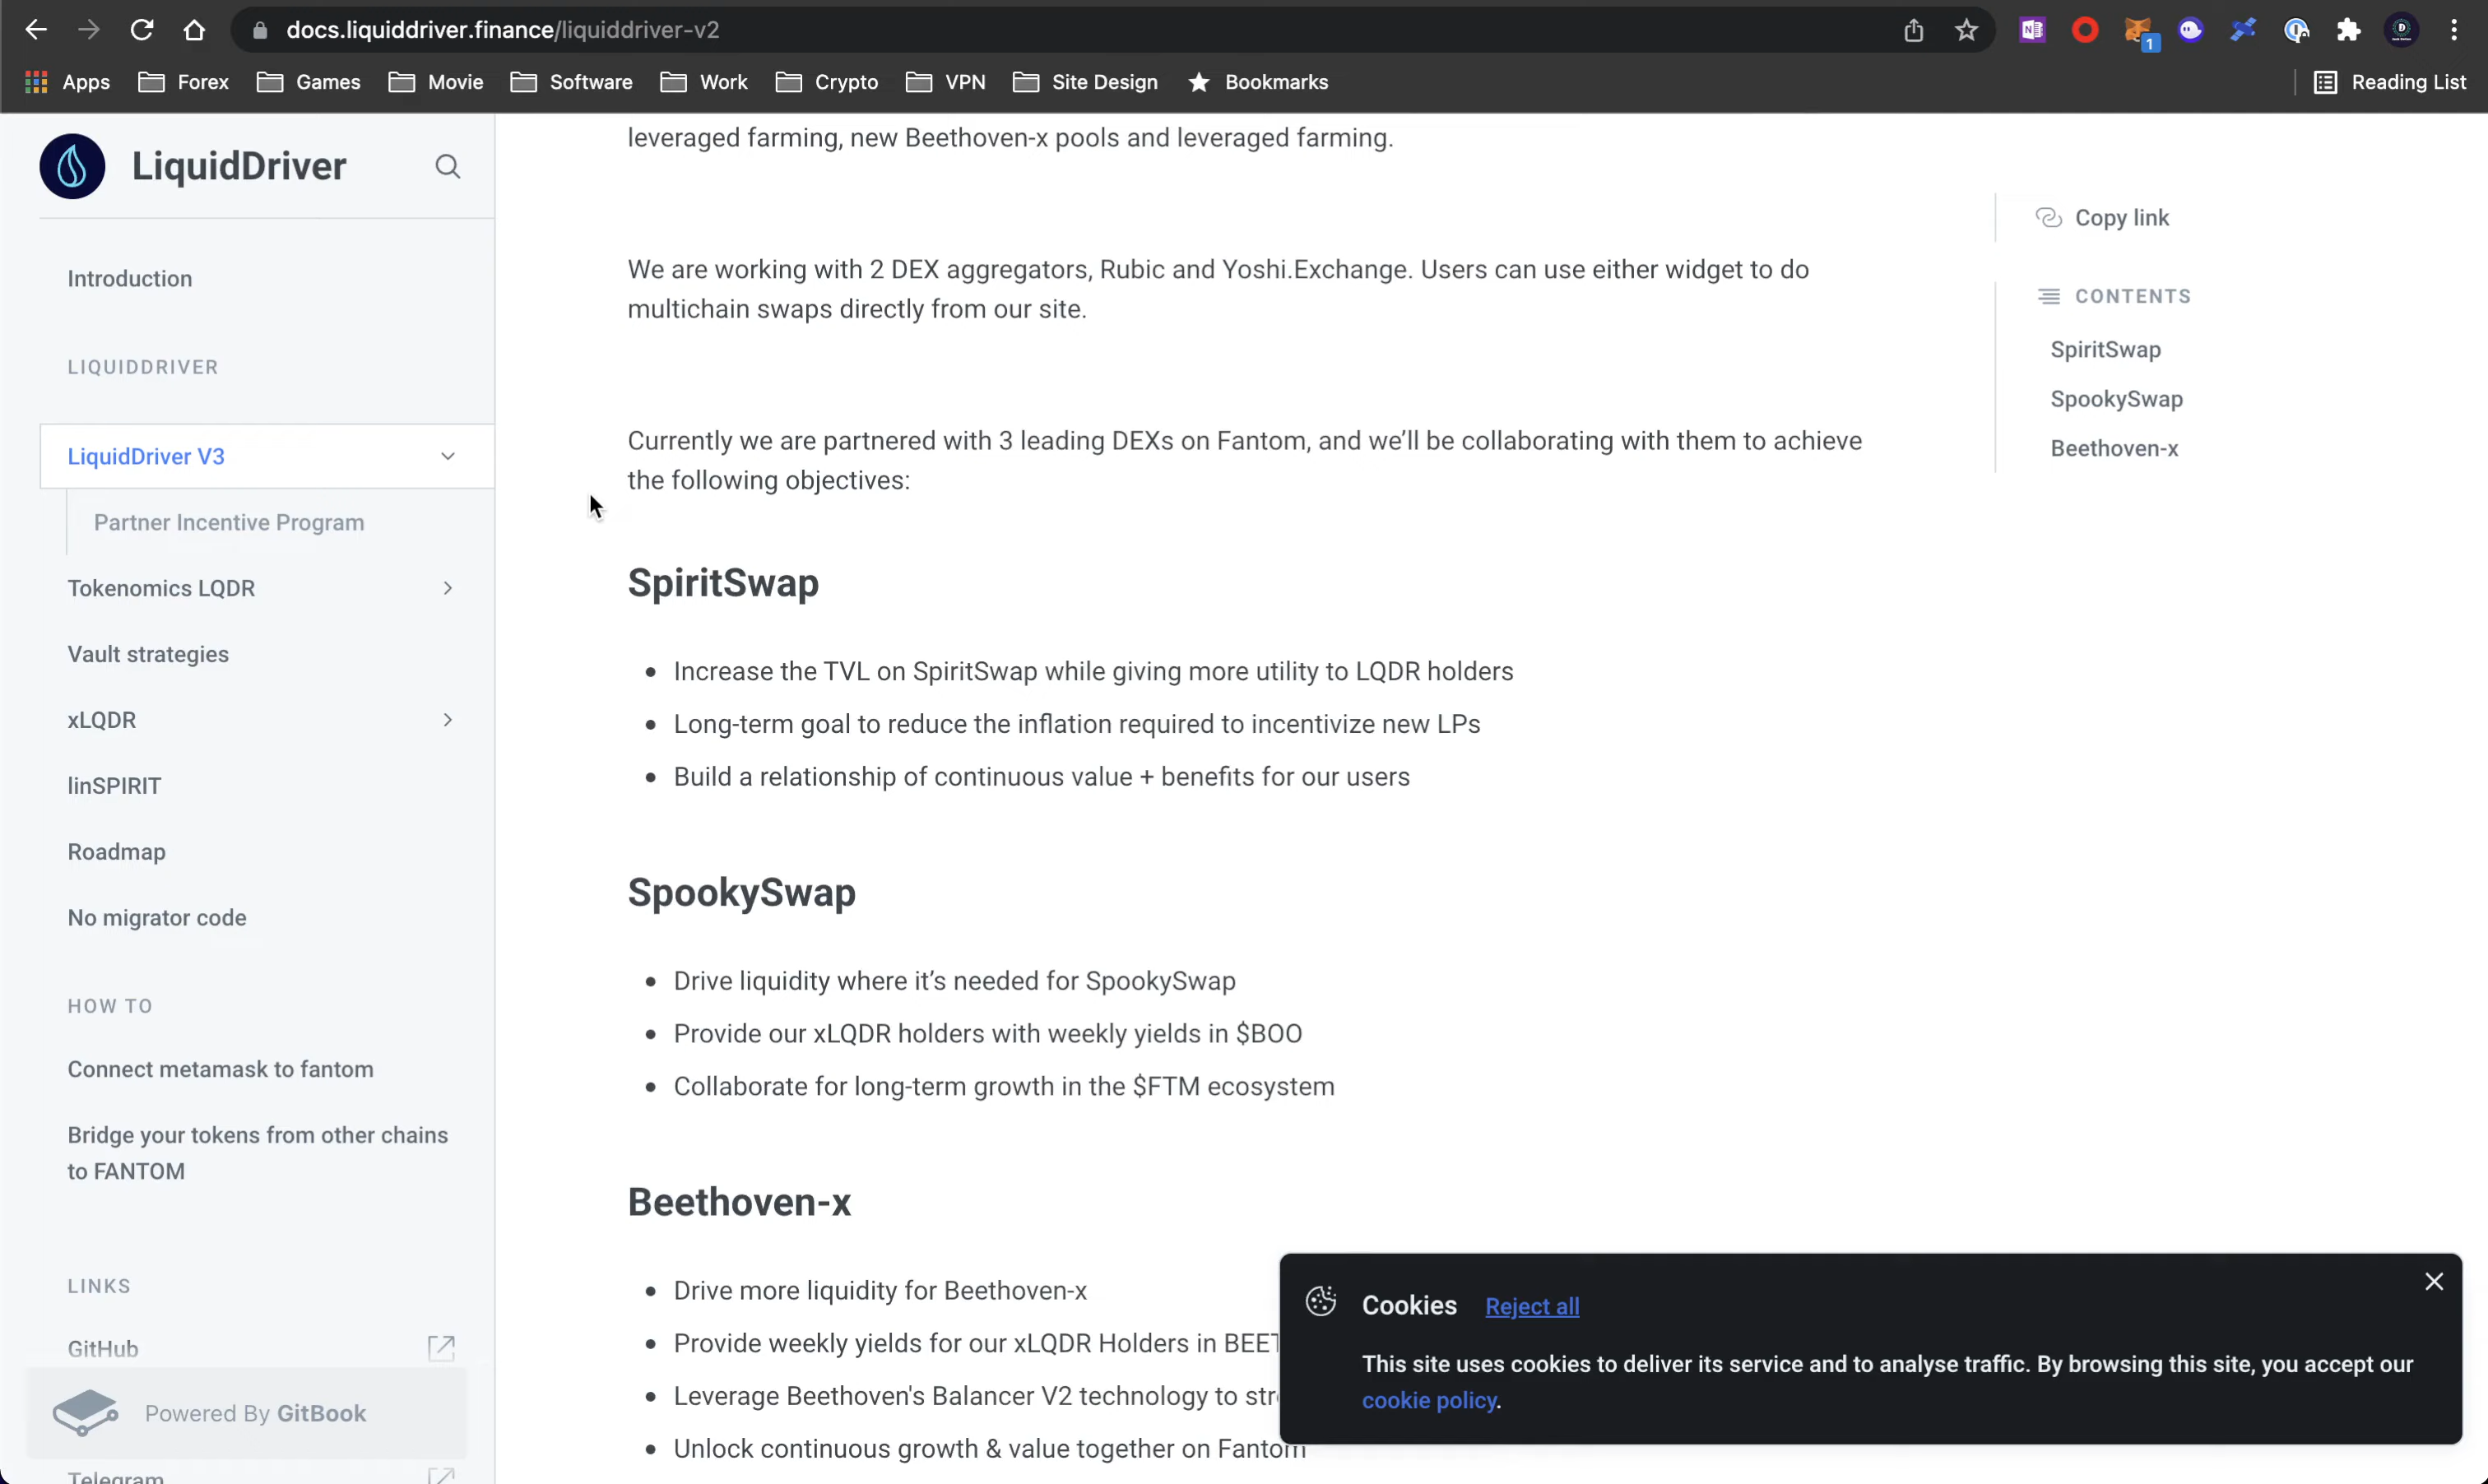 docs.liquiddriver.finance/liquiddriver-v2
1
Apps
Forex
Games
Movie
Software
Work
Crypto
VPN
Site Design
Bookmarks
Reading List
LiquidDriver
Introduction
LIQUIDDRIVER
LiquidDriver V3
Partner Incentive Program
Tokenomics LQDR
Vault strategies
xLQDR
linSPIRIT
Roadmap
No migrator code
HOW TO
Connect metamask to fantom
Bridge your tokens from other chains
to FANTOM
LINKS
GitHub
Powered By GitBook
Telegram
leveraged farming, new Beethoven-x pools and leveraged farming.
We are working with 2 DEX aggregators, Rubic and Yoshi.Exchange. Users can use either widget to do
multichain swaps directly from our site.
Currently we are partnered with 3 leading DEXs on Fantom, and we’ll be collaborating with them to achieve
the following objectives:
SpiritSwap
Increase the TVL on SpiritSwap while giving more utility to LQDR holders
Long-term goal to reduce the inflation required to incentivize new LPs
Build a relationship of continuous value + benefits for our users
SpookySwap
Drive liquidity where it’s needed for SpookySwap
Provide our xLQDR holders with weekly yields in $BOO
Collaborate for long-term growth in the $FTM ecosystem
Beethoven-x
Drive more liquidity for Beethoven-x
Provide weekly yields for our xLQDR Holders in
Leverage Beethoven's Balancer V2 technology to
Unlock continuous growth & value together on Fantom
Copy link
CONTENTS
SpiritSwap
SpookySwap
Beethoven-x
Cookies Reject all
This site uses cookies to deliver its service and to analyse traffic. By browsing this site, you accept our
cookie policy.